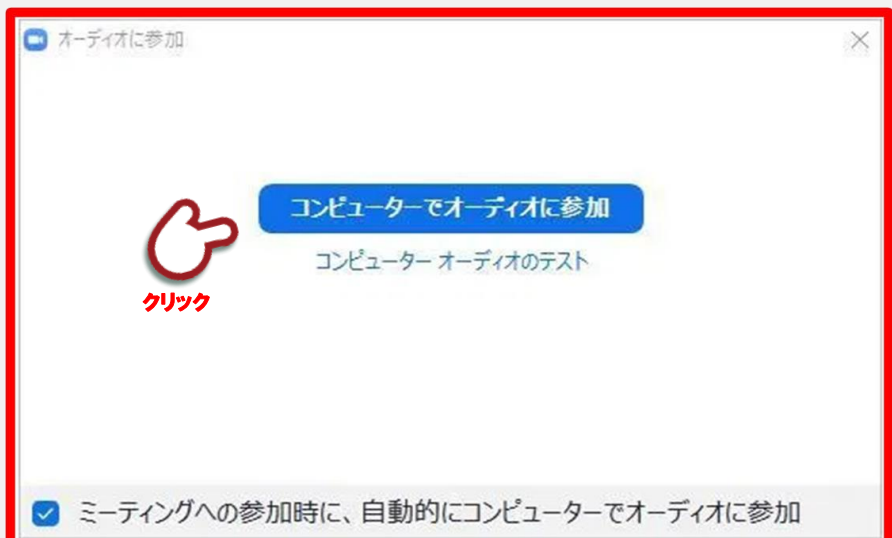 オーディオに参加
コンピューターでオーディオに参加
コンピューター オーディオのテスト
クリック
ミーティングへの参加時に、自動的にコンピューターでオーディオに参加